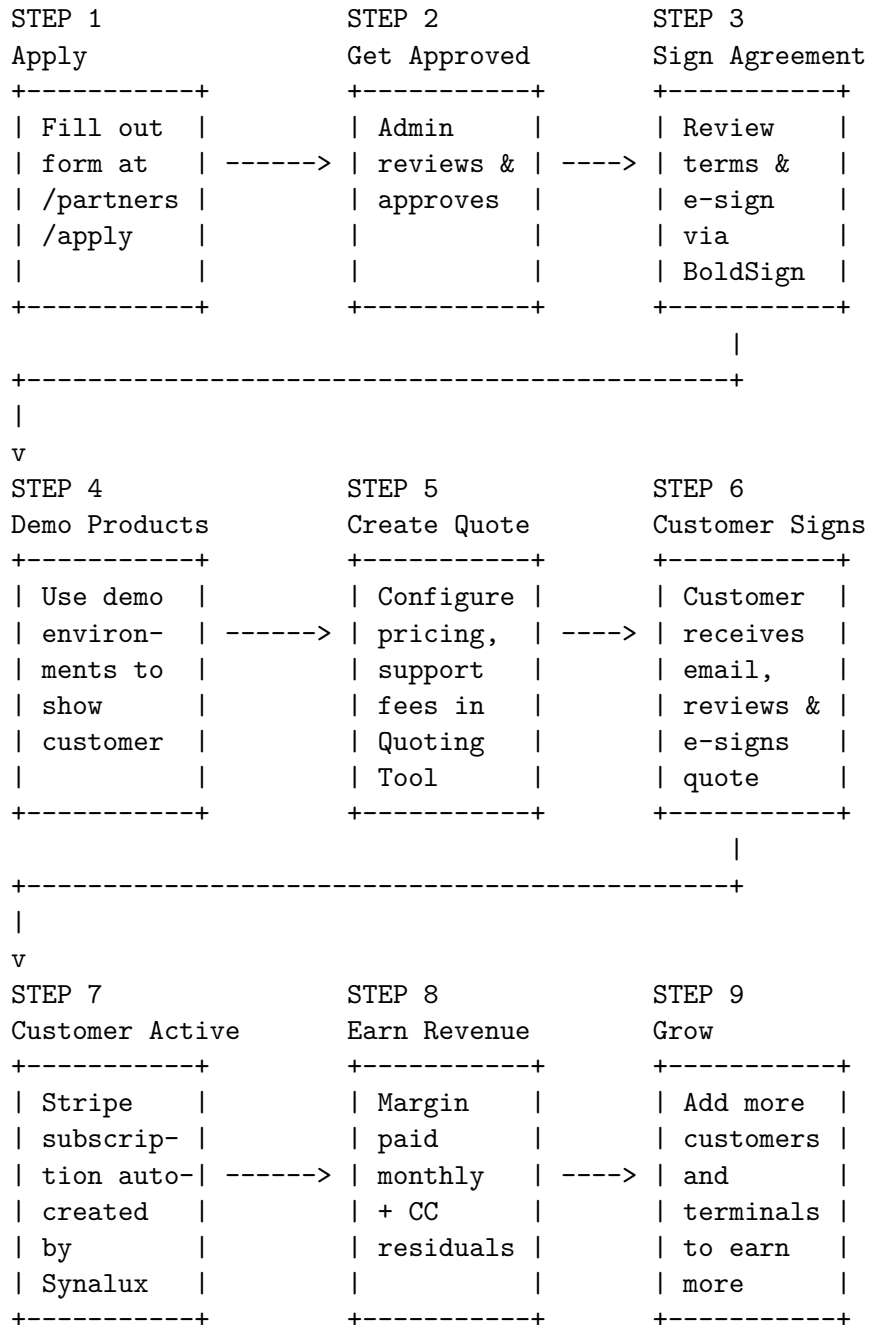 STEP 1                STEP 2              STEP 3
Apply                 Get Approved        Sign Agreement
+-----------+         +-----------+       +-----------+
| Fill out  |         | Admin     |       | Review    |
| form at   | ------> | reviews & | ----> | terms &   |
| /partners |         | approves  |       | e-sign    |
| /apply    |         |           |       | via       |
|           |         |           |       | BoldSign  |
+-----------+         +-----------+       +-----------+
                                               |
+----------------------------------------------+
|
v
STEP 4                STEP 5              STEP 6
Demo Products         Create Quote        Customer Signs
+-----------+         +-----------+       +-----------+
| Use demo  |         | Configure |       | Customer  |
| environ-  | ------> | pricing,  | ----> | receives  |
| ments to  |         | support   |       | email,    |
| show      |         | fees in   |       | reviews & |
| customer  |         | Quoting   |       | e-signs   |
|           |         | Tool      |       | quote     |
+-----------+         +-----------+       +-----------+
                                               |
+----------------------------------------------+
|
v
STEP 7                STEP 8              STEP 9
Customer Active       Earn Revenue        Grow
+-----------+         +-----------+       +-----------+
| Stripe    |         | Margin    |       | Add more  |
| subscrip- |         | paid      |       | customers |
| tion auto-| ------> | monthly   | ----> | and       |
| created   |         | + CC      |       | terminals |
| by        |         | residuals |       | to earn   |
| Synalux   |         |           |       | more      |
+-----------+         +-----------+       +-----------+